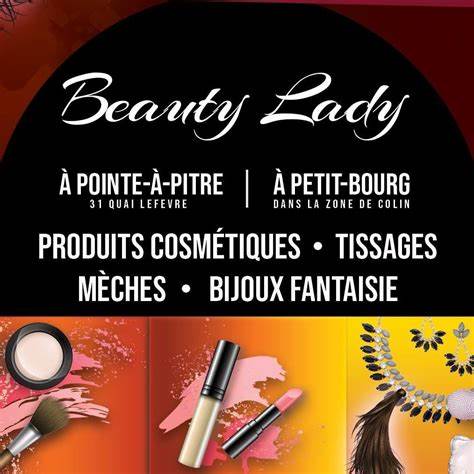 Beauty Lady
À POINTE-À-PITRE | À PETIT-BOURG
31 QUAI LEFEVRE DANS LA ZONE DE COLIN
PRODUITS COSMÉTIQUES • TISSAGES
MÈCHES • BIJOUX FANTAISIE